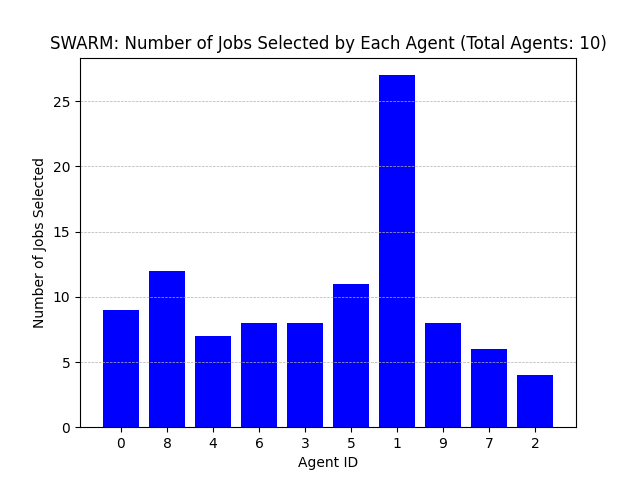 SWARM: Number of Jobs Selected by Each Agent (Total Agents: 10)
25
20
15
10
5
0
Number of Jobs Selected
0 8 4 6 3 5 1 9 7 2
Agent ID